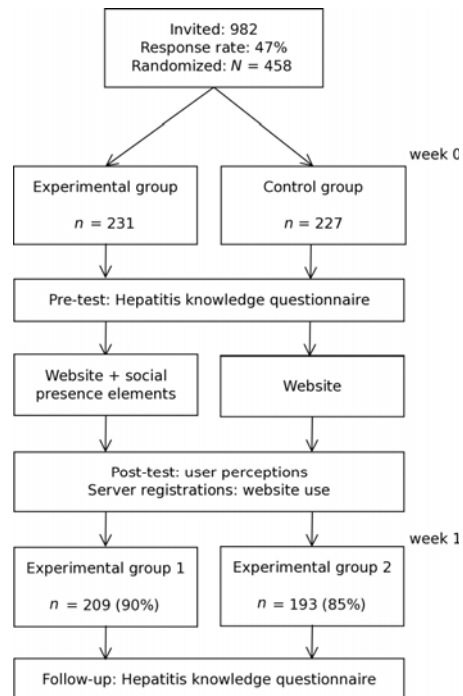 Invited: 982
Response rate: 47%
Randomized: N = 458
week 0
Experimental group
n = 231
Control group
n = 227
Pre-test: Hepatitis knowledge questionnaire
Website + social
presence elements
Website
Post-test: user perceptions
Server registrations: website use
week 1
Experimental group 1
n = 209 (90%)
Experimental group 2
n = 193 (85%)
Follow-up: Hepatitis knowledge questionnaire